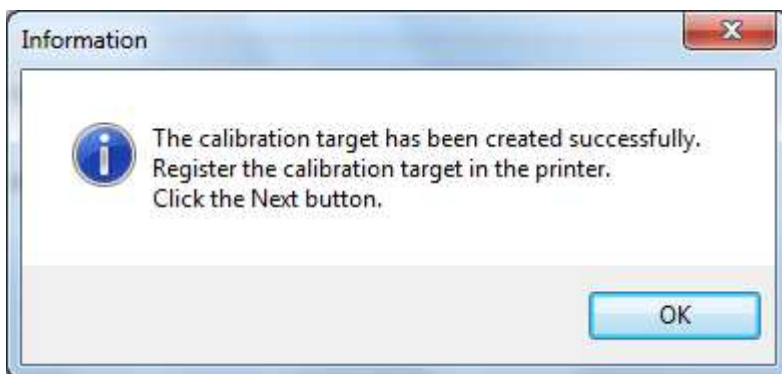 Information
The calibration target has been created successfully.
Register the calibration target in the printer.
Click the Next button.
OK